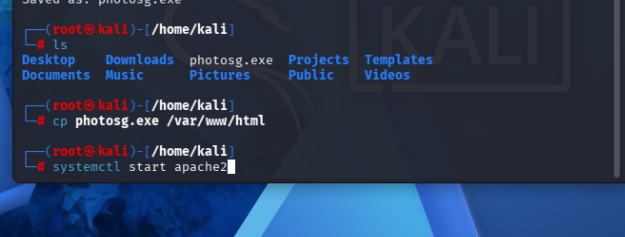 Saved as: photosg.exe
┌──(root㉿kali)-[/home/kali]
└─# ls
Desktop Downloads photosg.exe Projects Templates
Documents Music Pictures Public Videos
┌──(root㉿kali)-[/home/kali]
└─# cp photosg.exe /var/www/html
┌──(root㉿kali)-[/home/kali]
└─# systemctl start apache2
KALI